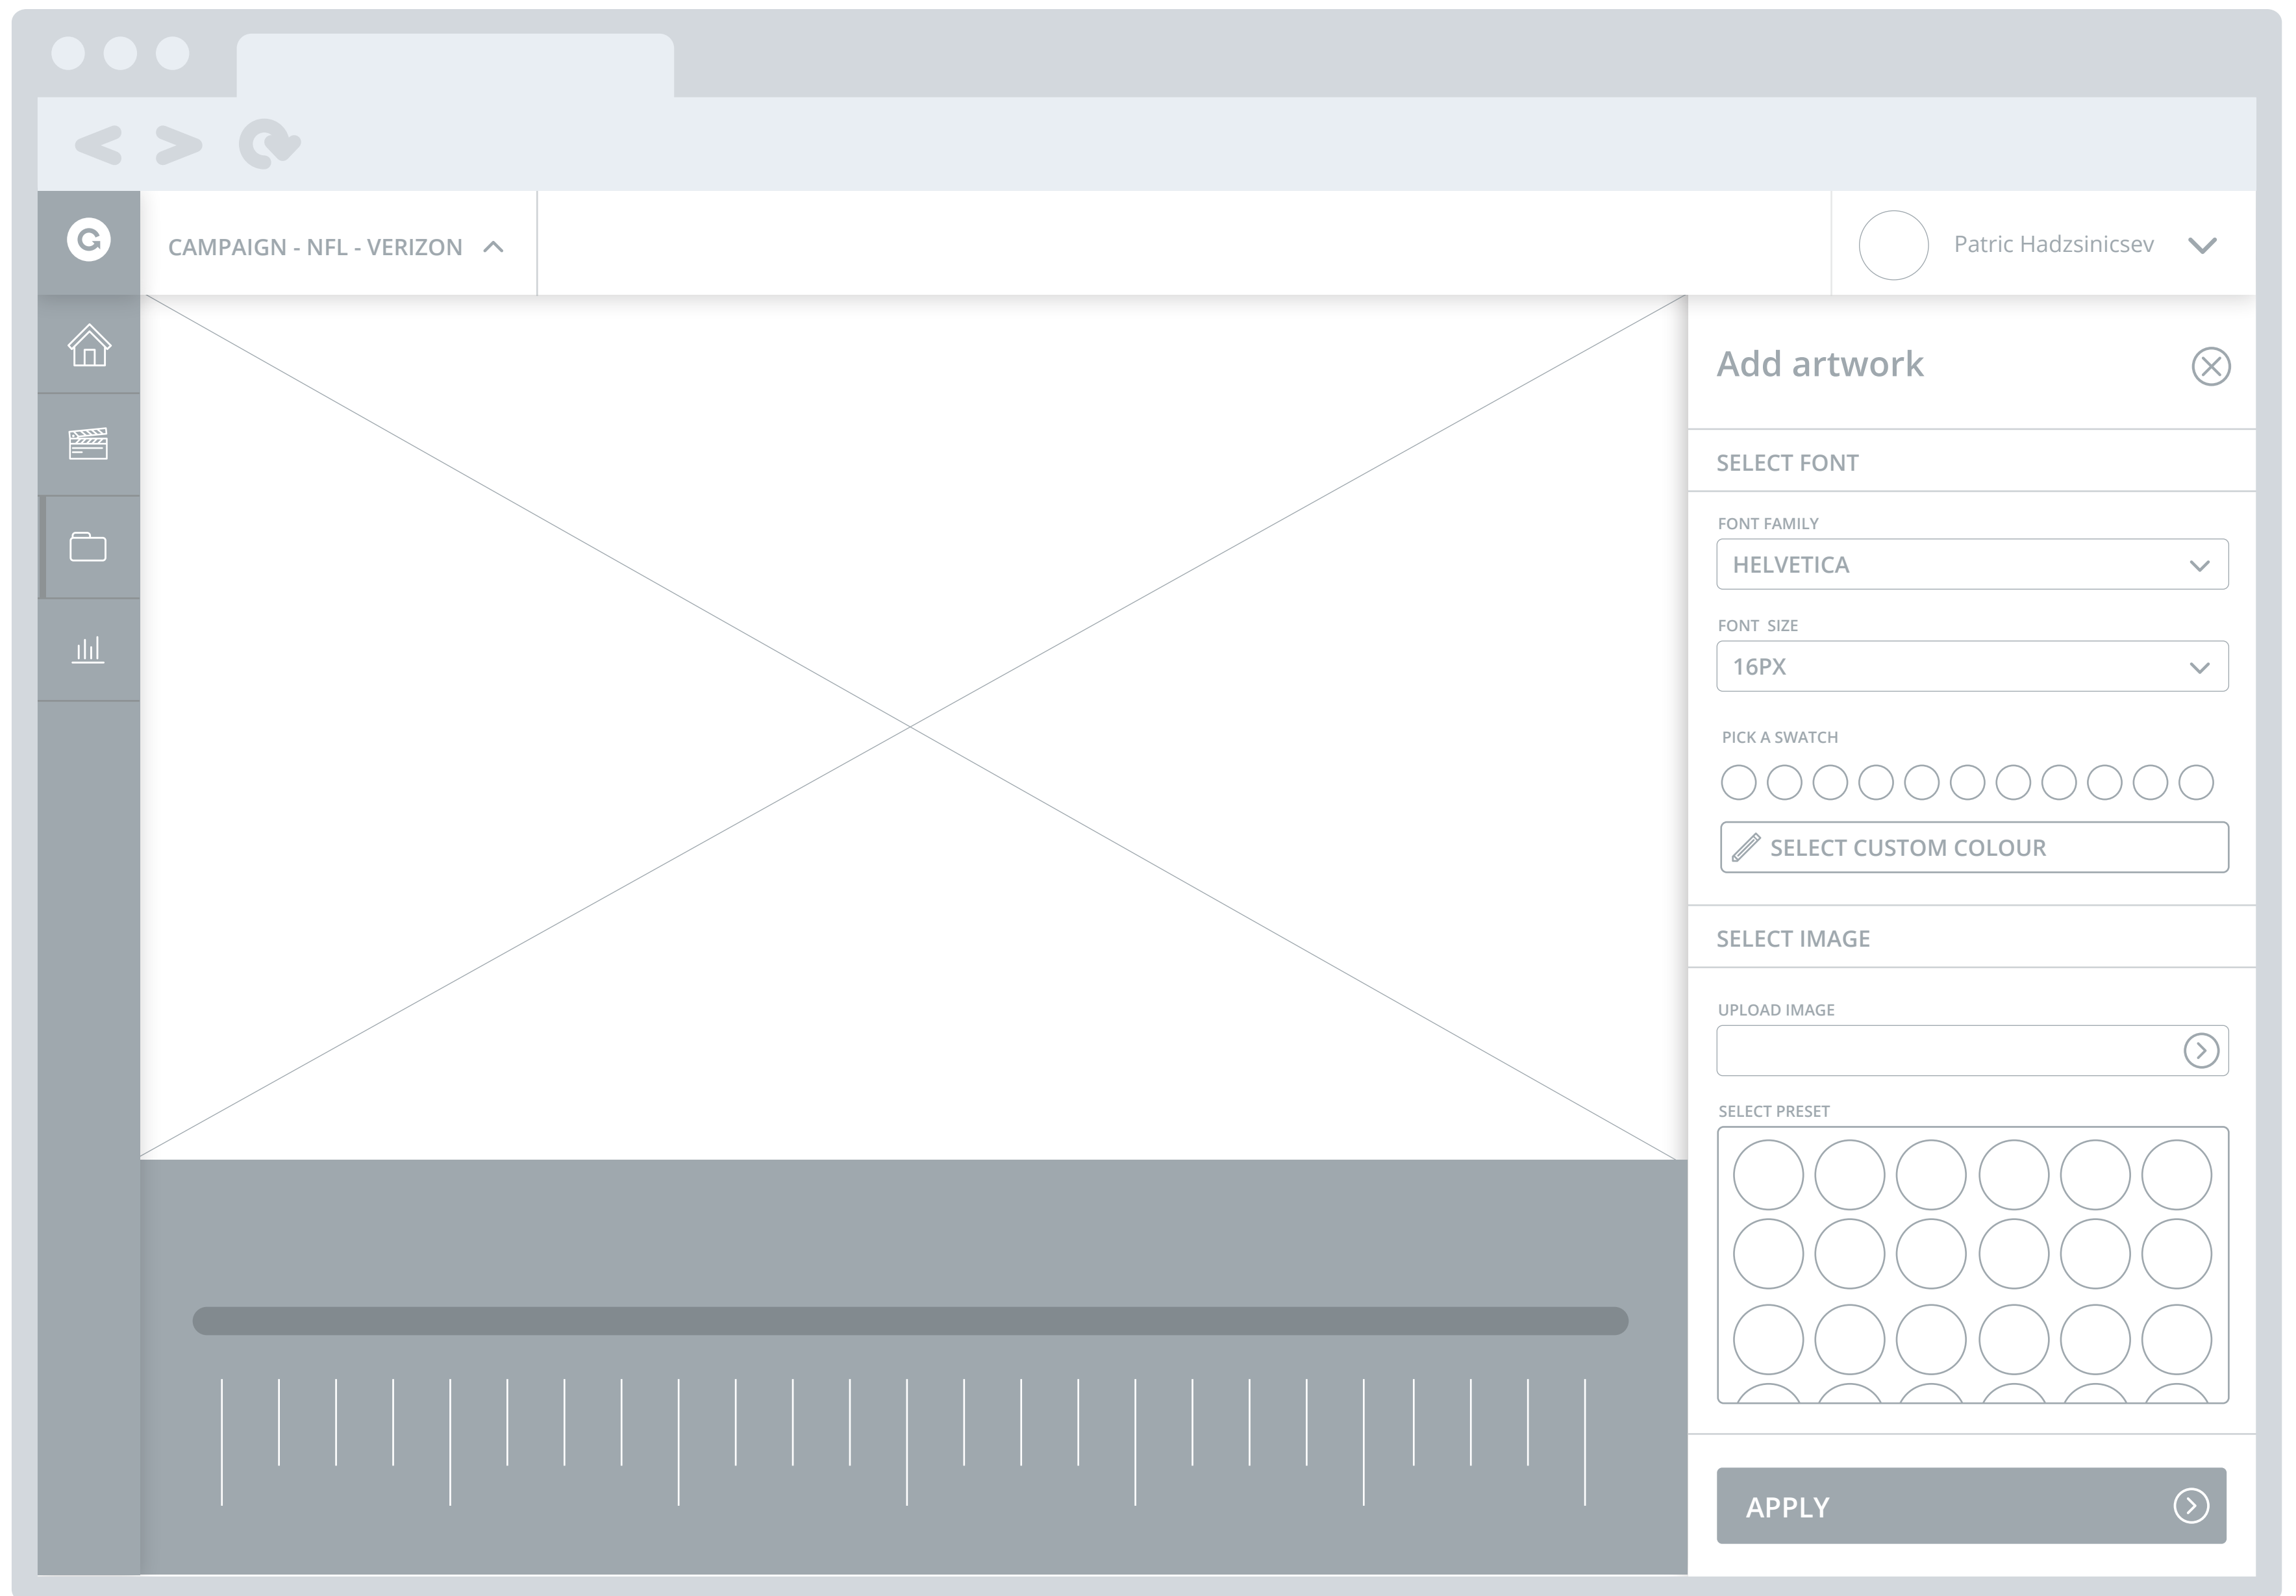 CAMPAIGN - NFL - VERIZON
Patric Hadzsinicsev
Add artwork
SELECT FONT
FONT FAMILY
HELVETICA
FONT SIZE
16PX
PICK A SWATCH
SELECT CUSTOM COLOUR
SELECT IMAGE
UPLOAD IMAGE
SELECT PRESET
APPLY